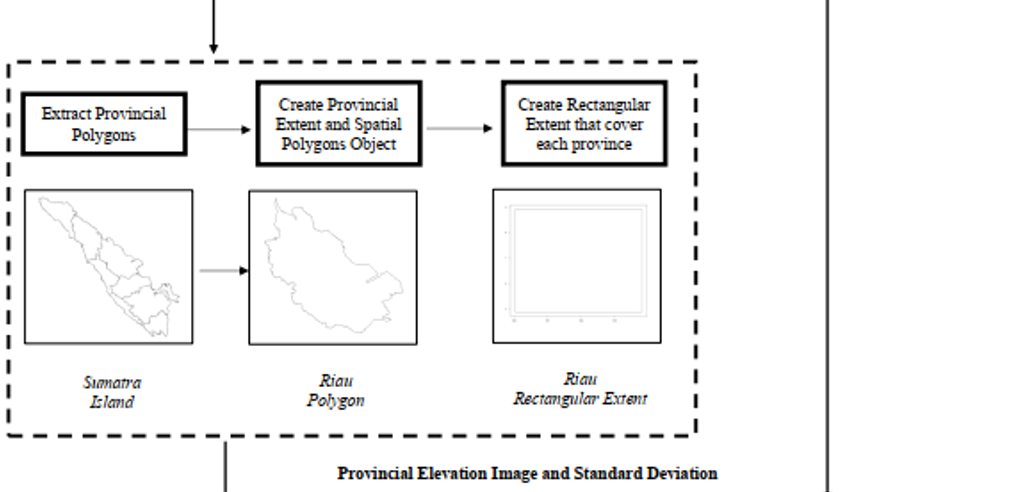 Extract Provincial
Polygons
Create Provincial
Extent and Spatial
Polygons Object
Create Rectangular
Extent that cover
each province
Sumatra
Island
Riau
Polygon
Riau
Rectangular Extent
Provincial Elevation Image and Standard Deviation